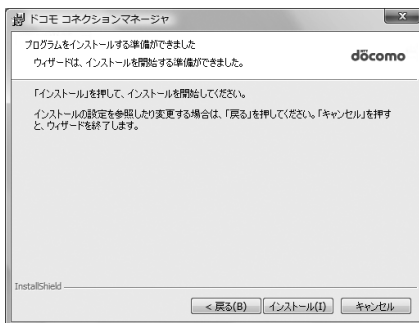 ドコモ コネクションマネージャ
プログラムをインストールする準備ができました
ウィザードは、インストールを開始する準備ができました。
NTT
döcomo
「インストール」を押して、インストールを開始してください。
インストールの設定を参照したり変更する場合は、「戻る」を押してください。「キャンセル」を押す
と、ウィザードを終了します。
InstallShield
< 戻る(B)
インストール(I)
キャンセル